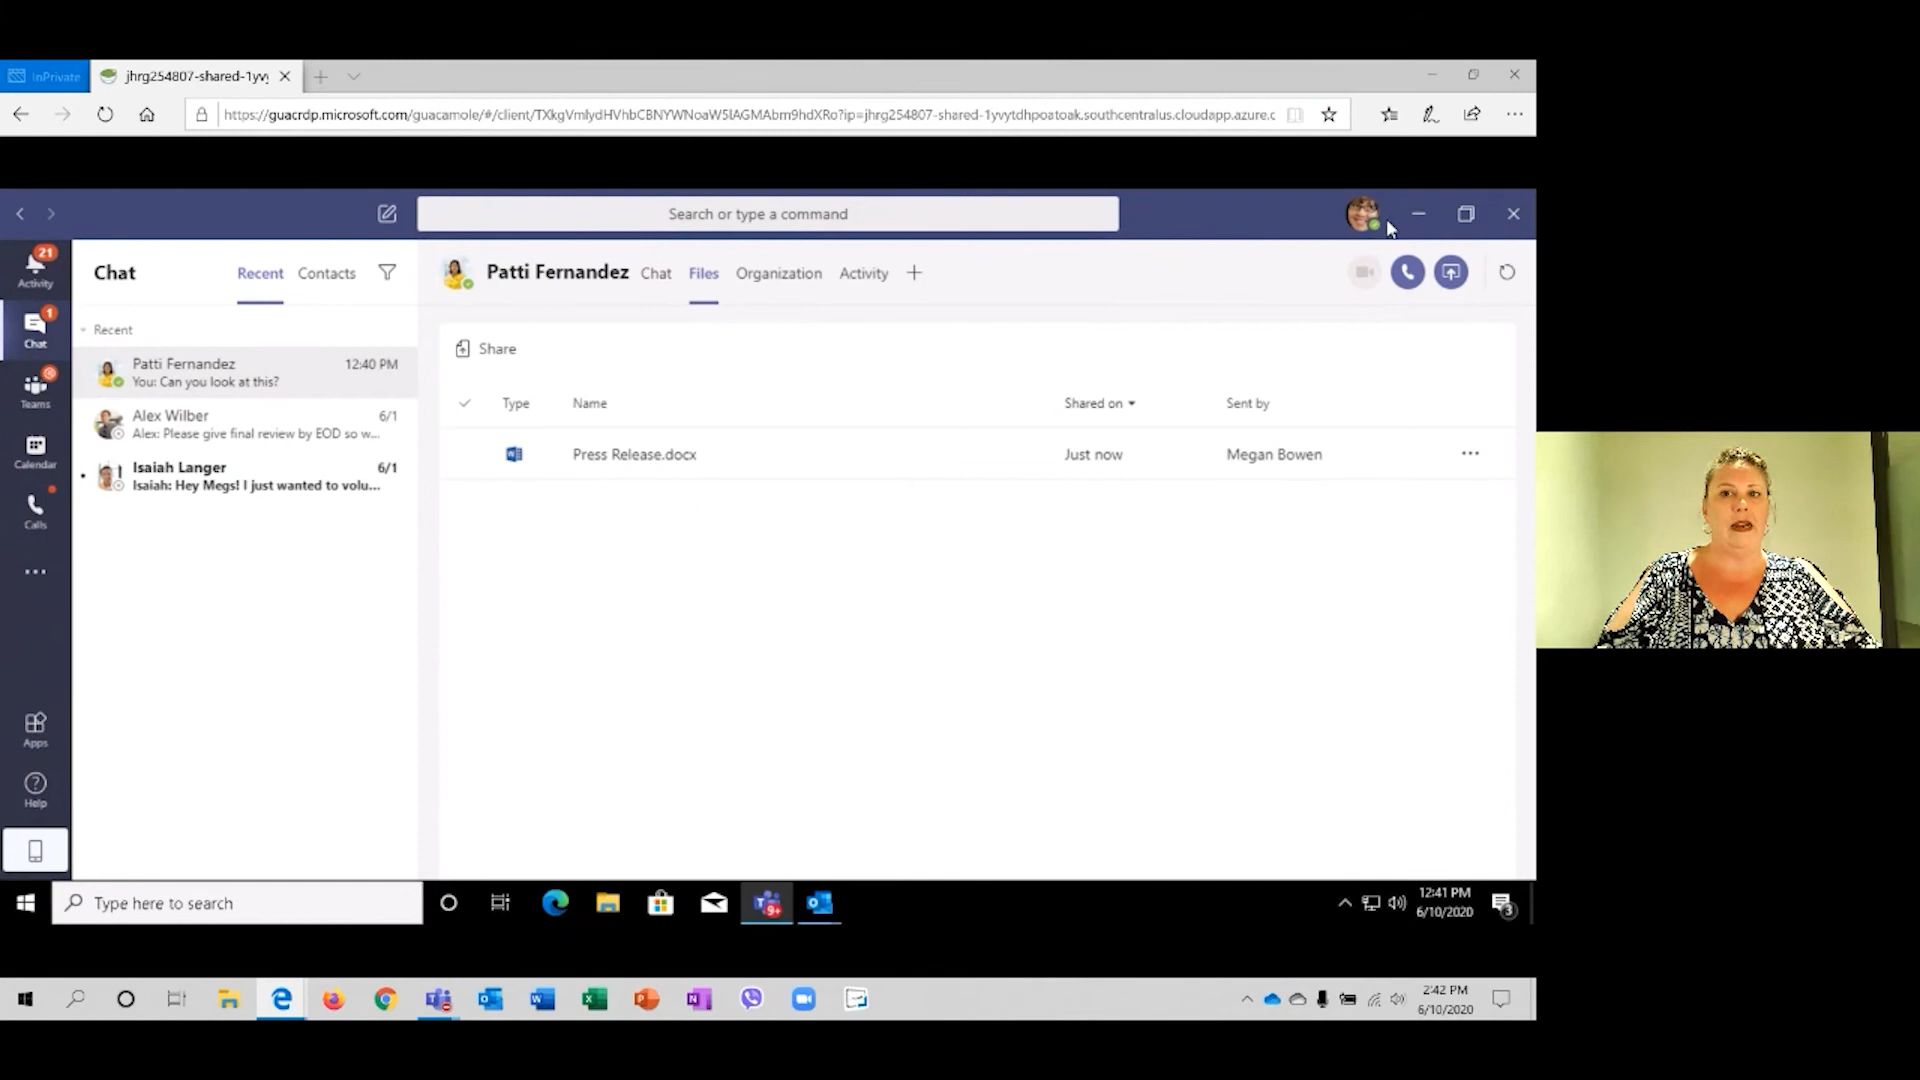 InPrivate
jhrg254807-shared-1yvy
https://guacrdp.microsoft.com/guacamole/#/client/TXkgVmlydHVhbCBNYWNoaW5lAGMAbm9hdXRo?ip=jhrg254807-shared-1yvytdhpoatoak.southcentralus.cloudapp.azure.c
Search or type a command
21
Activity
1
Chat
Teams
Calendar
Calls
Apps
Help
Chat
Recent
Contacts
Recent
Patti Fernandez 12:40 PM
You: Can you look at this?
Alex Wilber 6/1
Alex: Please give final review by EOD so w...
Isaiah Langer 6/1
Isaiah: Hey Megs! I just wanted to volu...
Patti Fernandez Chat Files Organization Activity
Share
Type Name Shared on Sent by
Press Release.docx Just now Megan Bowen
Type here to search
9+
12:41 PM
6/10/2020
3
2:42 PM
6/10/2020